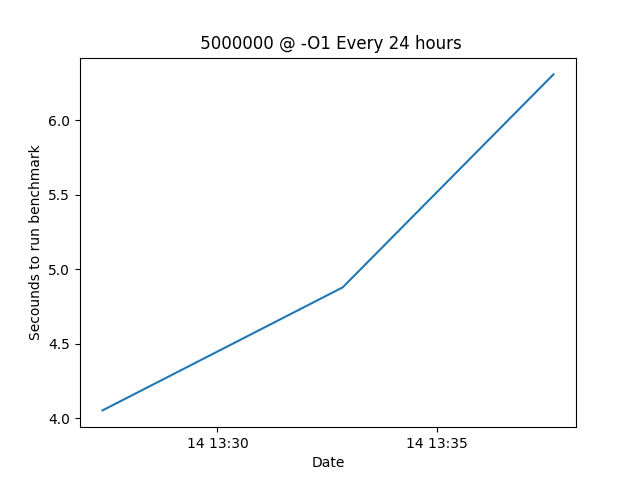 5000000 @ -O1 Every 24 hours
Secounds to run benchmark
6.0
5.5
5.0
4.5
4.0
14 13:30
14 13:35
Date